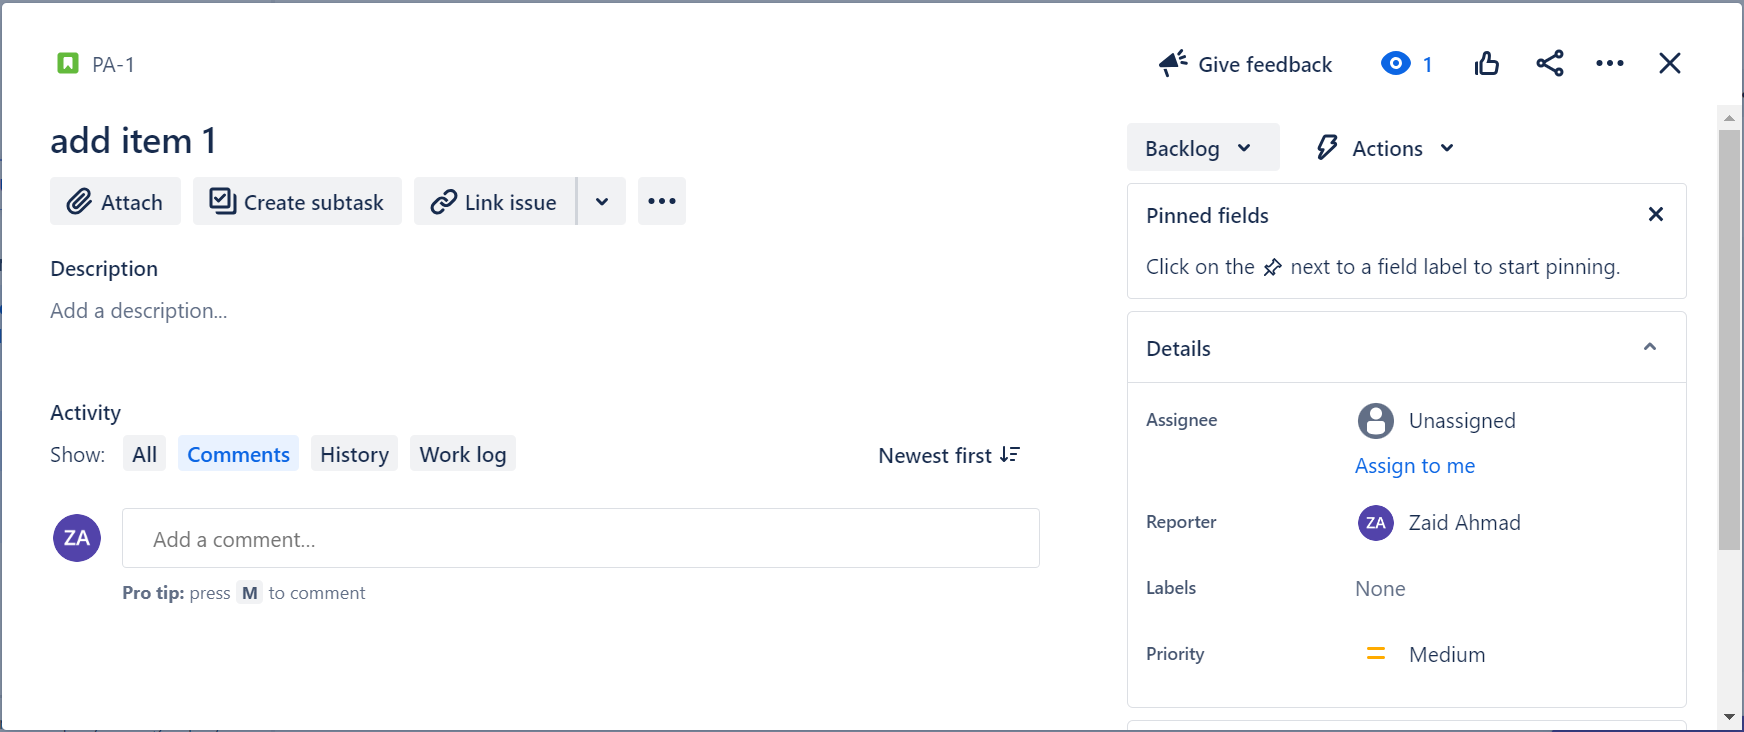 PA-1
Give feedback
1
add item 1
Attach
Create subtask
Link issue
Description
Add a description...
Activity
Show: All Comments History Work log
Newest first
ZA
Add a comment...
Pro tip: press M to comment
Backlog
Actions
Pinned fields
Click on the next to a field label to start pinning.
Details
Assignee Unassigned
Assign to me
Reporter ZA Zaid Ahmad
Labels None
Priority Medium